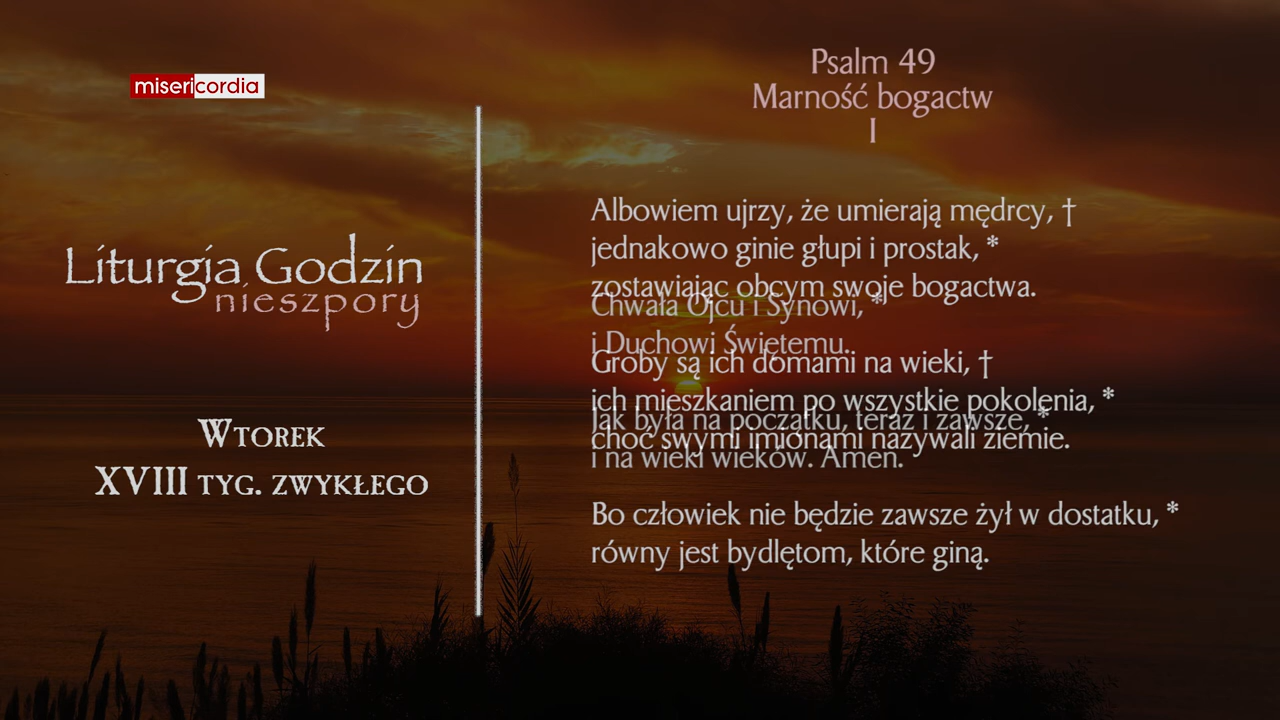 misericordia
Liturgia Godzin
nieszpory
Wtorek
XVIII tyg. zwykłego
Psalm 49
Marność bogactw
I
Albowiem ujrzy, że umierają mędrcy, †
jednakowo ginie głupi i prostak, *
zostawiając obcym swoje bogactwa.
Chwała Ojcu i Synowi, *
i Duchowi Świętemu.
Groby są ich domami na wieki, †
ich mieszkaniem po wszystkie pokolenia, *
Jak była na początku, teraz i zawsze, *
choć swymi imionami nazywali ziemie.
i na wieki wieków. Amen.
Bo człowiek nie będzie zawsze żył w dostatku, *
równy jest bydlętom, które giną.